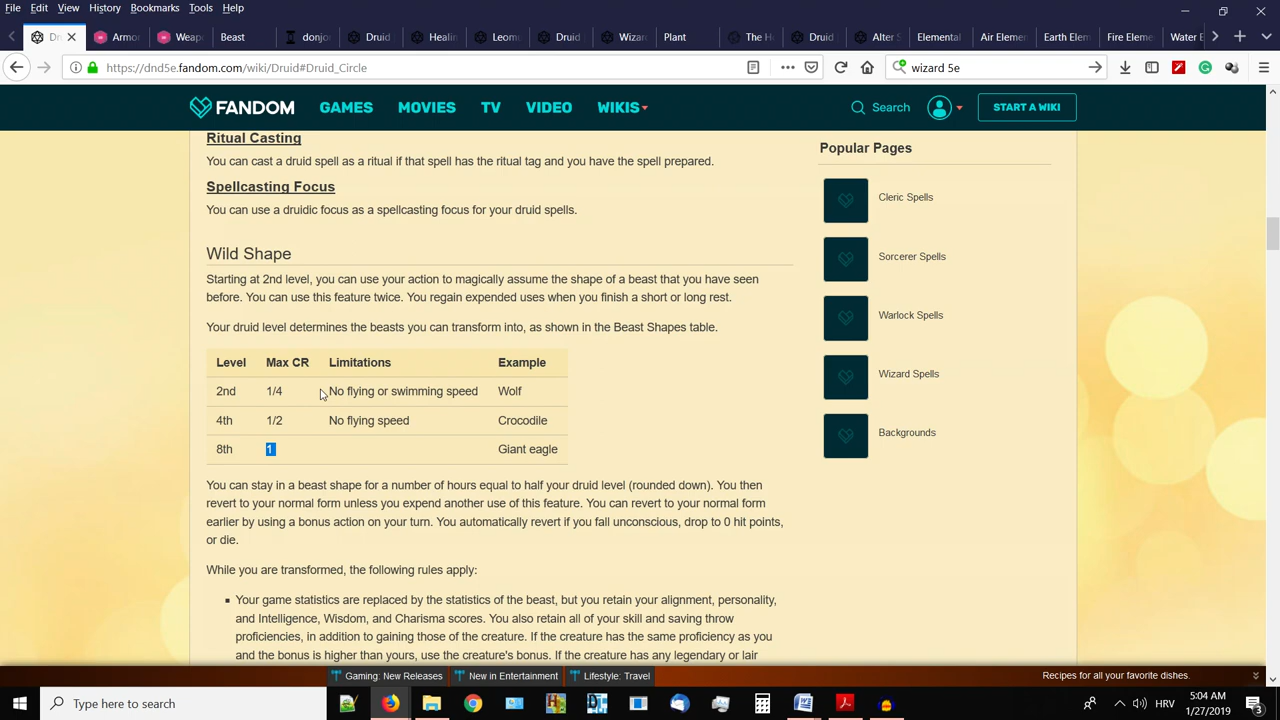 File Edit View History Bookmarks Tools Help
Dr Armor Weap Beast donjo Druid Healin Leomu Druid Wizar Plant The H Druid Alter S Elemental Air Elem Earth Elem Fire Eleme Water E
https://dnd5e.fandom.com/wiki/Druid#Druid_Circle wizard 5e
FANDOM GAMES MOVIES TV VIDEO WIKIS Search START A WIKI
Ritual Casting
You can cast a druid spell as a ritual if that spell has the ritual tag and you have the spell prepared.
Spellcasting Focus
You can use a druidic focus as a spellcasting focus for your druid spells.
Wild Shape
Starting at 2nd level, you can use your action to magically assume the shape of a beast that you have seen
before. You can use this feature twice. You regain expended uses when you finish a short or long rest.
Your druid level determines the beasts you can transform into, as shown in the Beast Shapes table.
Level Max CR Limitations Example
2nd 1/4 No flying or swimming speed Wolf
4th 1/2 No flying speed Crocodile
8th 1 Giant eagle
You can stay in a beast shape for a number of hours equal to half your druid level (rounded down). You then
revert to your normal form unless you expend another use of this feature. You can revert to your normal form
earlier by using a bonus action on your turn. You automatically revert if you fall unconscious, drop to 0 hit points,
or die.
While you are transformed, the following rules apply:
Your game statistics are replaced by the statistics of the beast, but you retain your alignment, personality,
and Intelligence, Wisdom, and Charisma scores. You also retain all of your skill and saving throw
proficiencies, in addition to gaining those of the creature. If the creature has the same proficiency as you
and the bonus is higher than yours, use the creature's bonus. If the creature has any legendary or lair
Popular Pages
Cleric Spells
Sorcerer Spells
Warlock Spells
Wizard Spells
Backgrounds
Gaming: New Releases New in Entertainment Lifestyle: Travel Recipes for all your favorite dishes.
Type here to search HRV 5:04 AM
1/27/2019 3